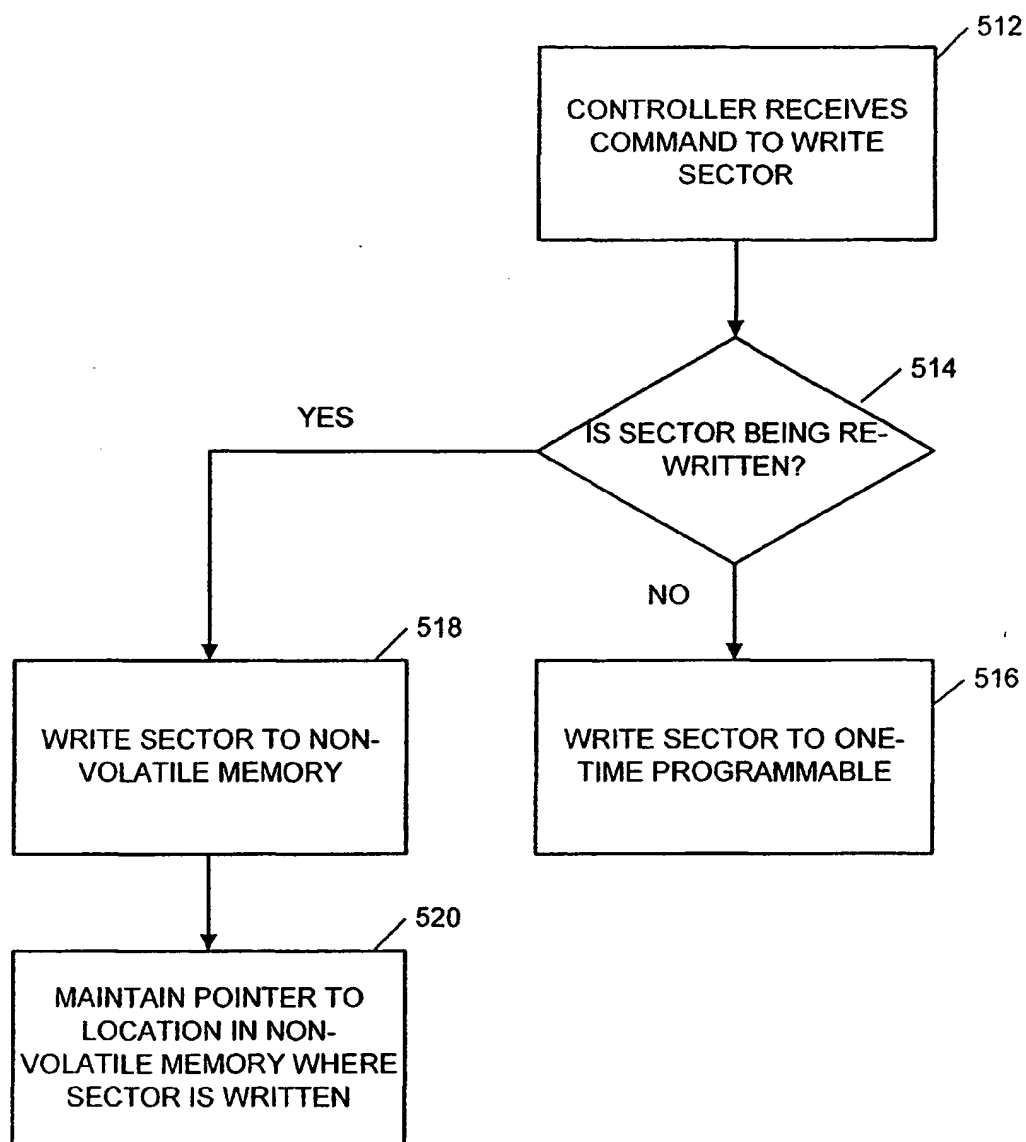 512
CONTROLLER RECEIVES
COMMAND TO WRITE
SECTOR
514
YES
IS SECTOR BEING RE-
WRITTEN?
NO
518
516
WRITE SECTOR TO NON-
VOLATILE MEMORY
WRITE SECTOR TO ONE-
TIME PROGRAMMABLE
520
MAINTAIN POINTER TO
LOCATION IN NON-
VOLATILE MEMORY WHERE
SECTOR IS WRITTEN